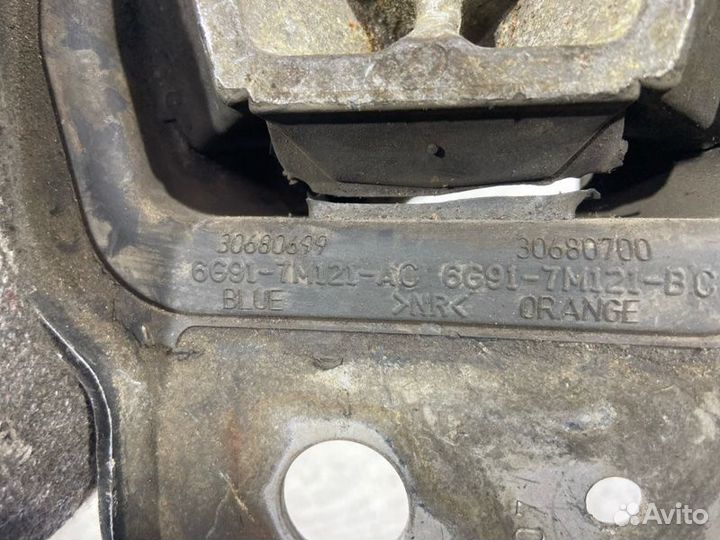 30680699 30680700
6G91-7M121-AC 6G91-7M121-BC
BLUE >NR< ORANGE
Avito